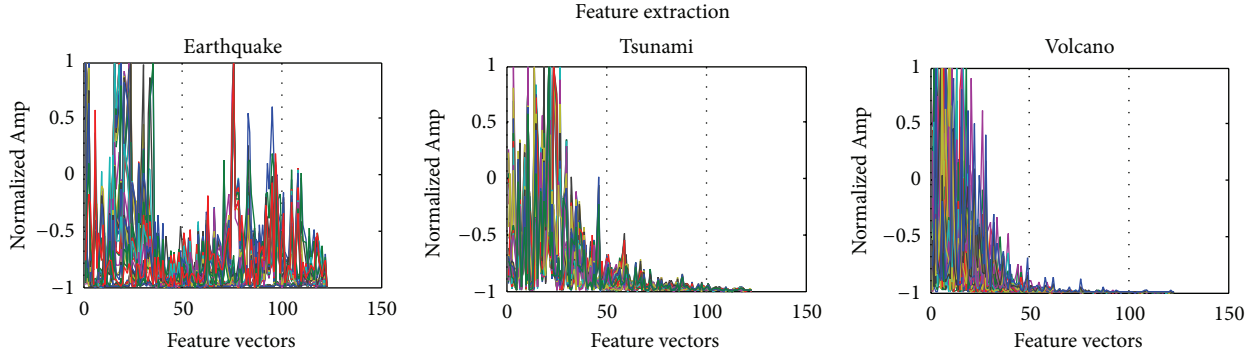 Feature extraction
Earthquake
Normalized Amp
1
0.5
0
−0.5
−1
0 50 100 150
Feature vectors
Tsunami
Normalized Amp
1
0.5
0
−0.5
−1
0 50 100 150
Feature vectors
Volcano
Normalized Amp
1
0.5
0
−0.5
−1
0 50 100 150
Feature vectors